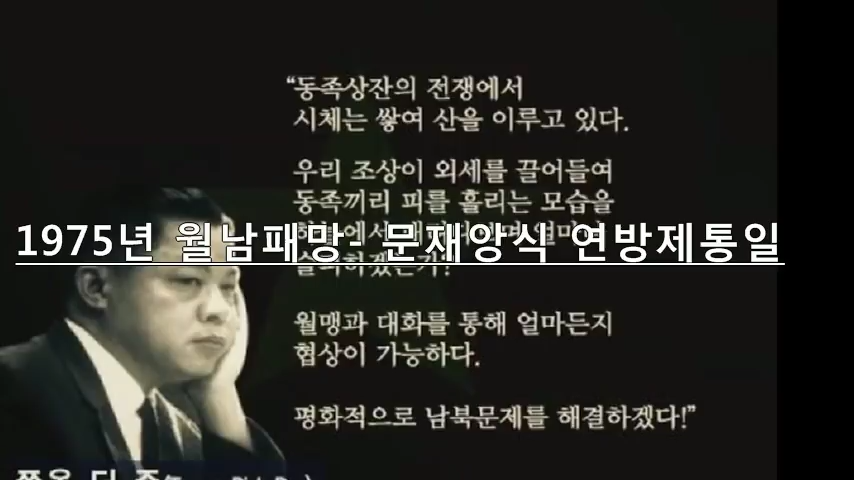 “동족상잔의 전쟁에서
시체는 쌓여 산을 이루고 있다.
우리 조상이 외세를 끌어들여
동족끼리 피를 흘리는 모습을
1975년 월남패망- 문재앙식 연방제통일
월맹과 대화를 통해 얼마든지
협상이 가능하다.
평화적으로 남북문제를 해결하겠다!”